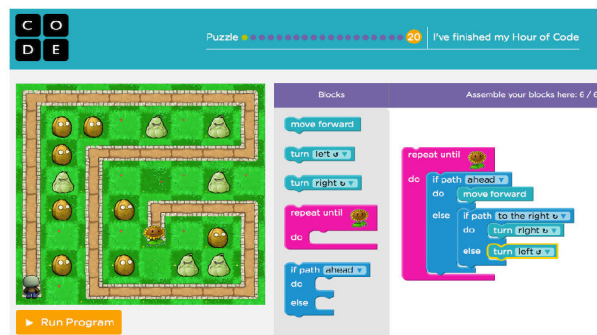 C O
D E
Puzzle 20 I've finished my Hour of Code
Blocks
Assemble your blocks here: 6 / 6
move forward
turn left ↺ ▼
turn right ↻ ▼
repeat until
do
if path ahead ▼
do
else
repeat until
do if path ahead ▼
do move forward
else if path to the right ↻ ▼
do turn right ↻ ▼
else turn left ↺ ▼
Run Program